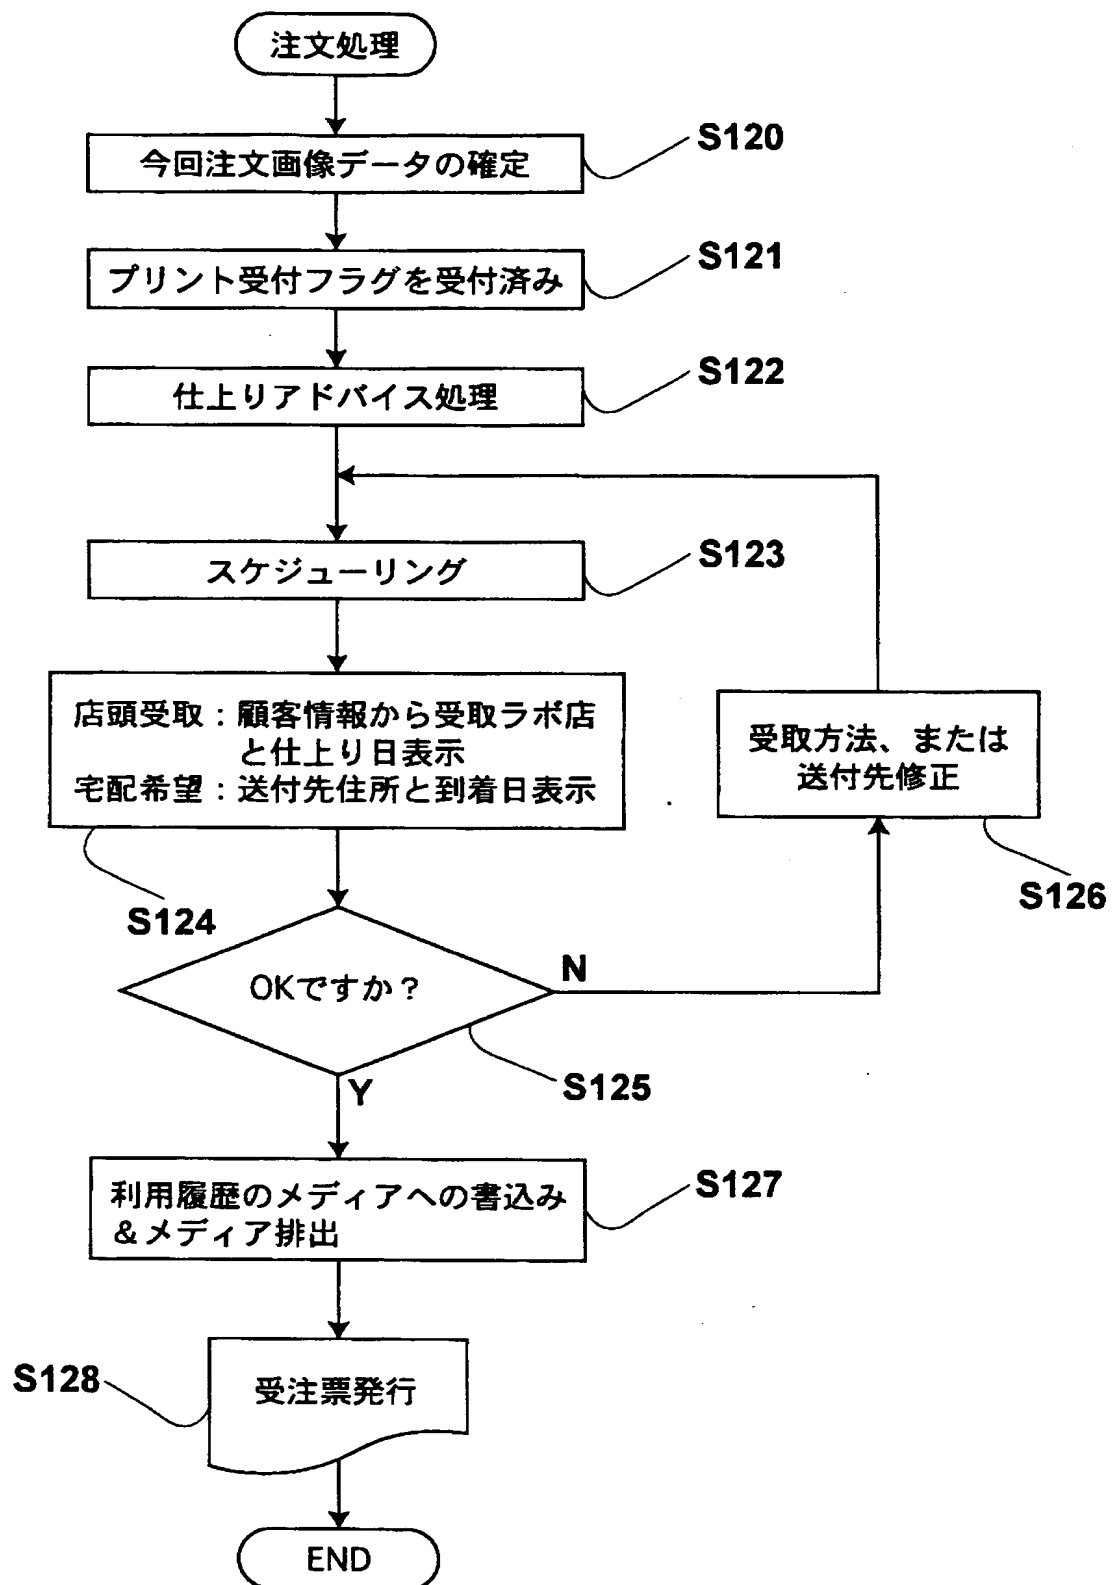 注文処理
今回注文画像データの確定
S120
プリント受付フラグを受付済み
S121
仕上りアドバイス処理
S122
スケジューリング
S123
店頭受取：顧客情報から受取ラボ店
と仕上り日表示
宅配希望：送付先住所と到着日表示
S124
受取方法、または
送付先修正
S126
OKですか？
N
S125
Y
利用履歴のメディアへの書込み
＆メディア排出
S127
受注票発行
S128
END